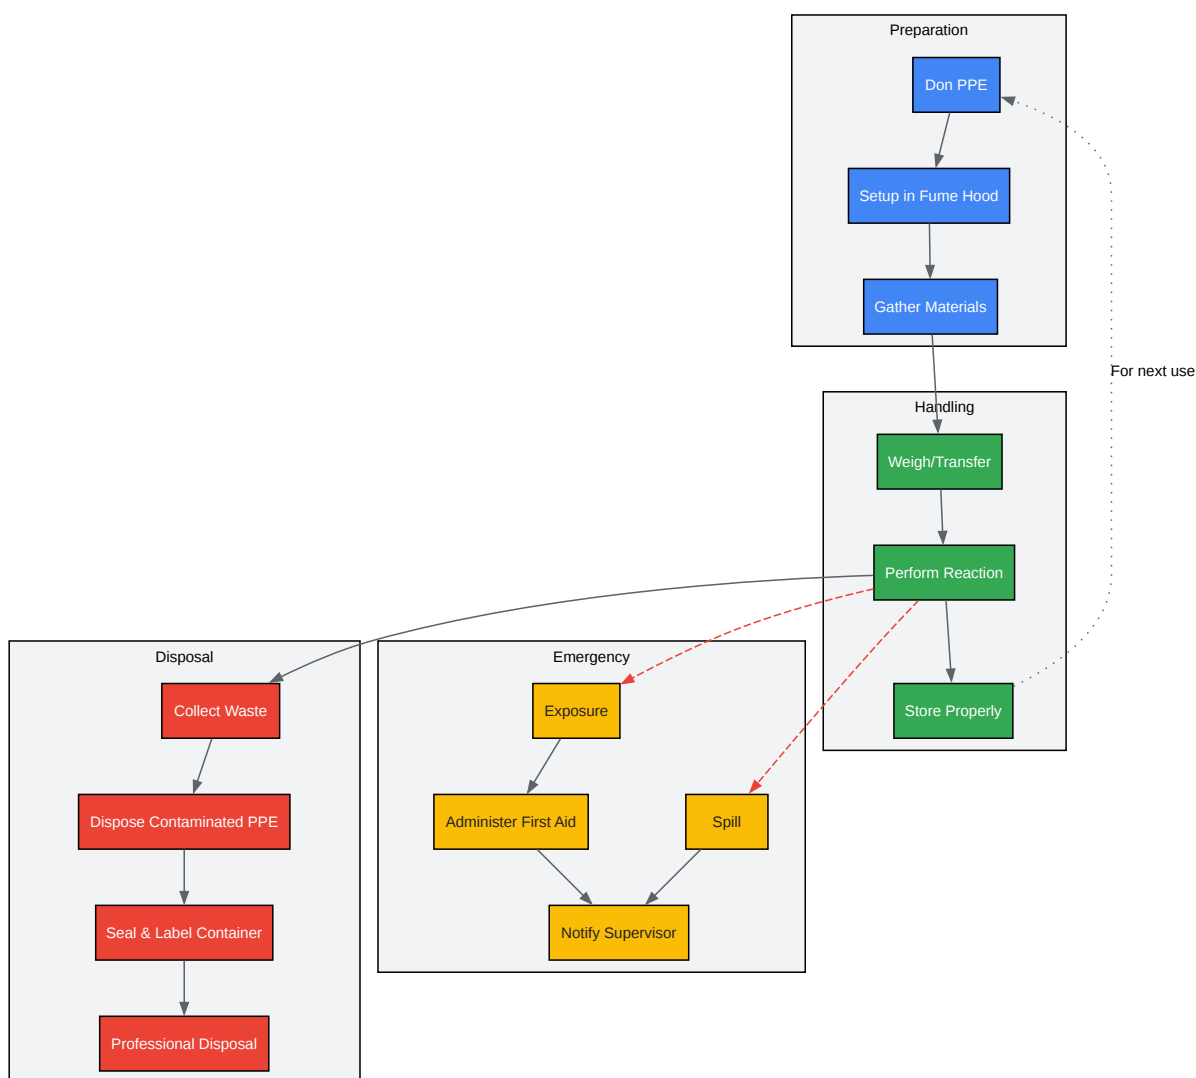 Preparation
Don PPE
Setup in Fume Hood
Gather Materials
For next use
Handling
Weigh/Transfer
Perform Reaction
Store Properly
Disposal
Collect Waste
Dispose Contaminated PPE
Seal & Label Container
Professional Disposal
Emergency
Exposure
Administer First Aid
Spill
Notify Supervisor